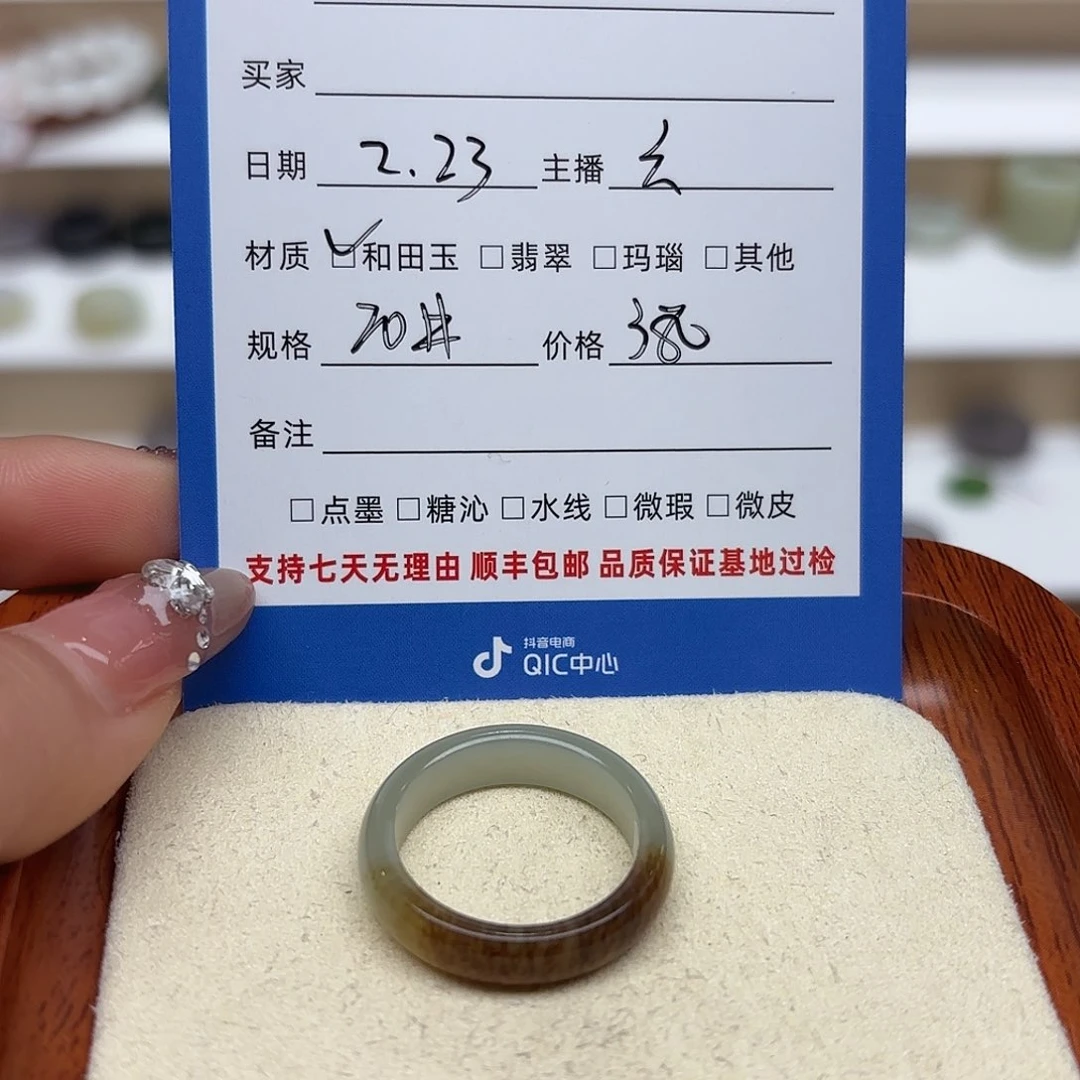 买家
日期 2.23 主播 云
材质 ☑和田玉 □翡翠 □玛瑙 □其他
规格 20# 价格
备注
□点墨 □糖沁 □水线 □微瑕 □微皮
支持七天无理由 顺丰包邮 品质保证基地过检
抖音电商
QIC中心